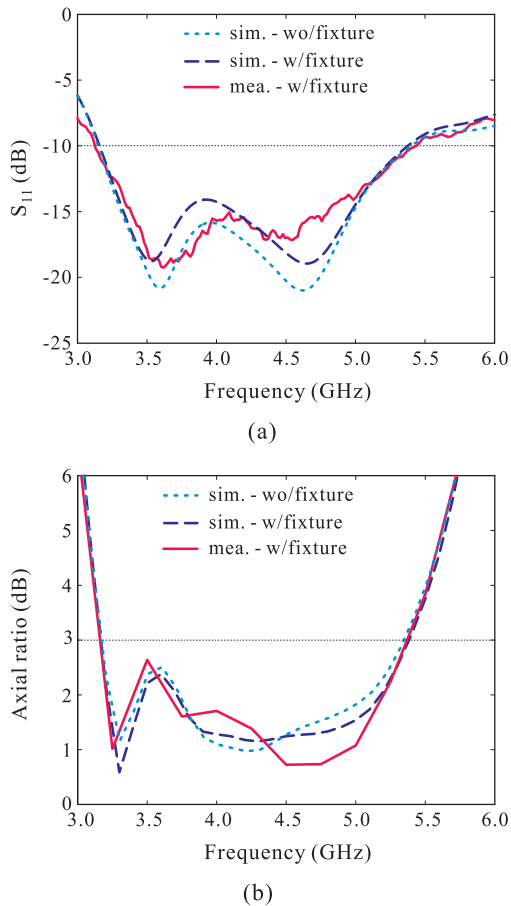 0
sim. - wo/fixture
sim. - w/fixture
mea. - w/fixture
-5
-10
-15
-20
-25
S11 (dB)
3.0 3.5 4.0 4.5 5.0 5.5 6.0
Frequency (GHz)
(a)
6
sim. - wo/fixture
sim. - w/fixture
mea. - w/fixture
5
4
3
2
1
0
Axial ratio (dB)
3.0 3.5 4.0 4.5 5.0 5.5 6.0
Frequency (GHz)
(b)